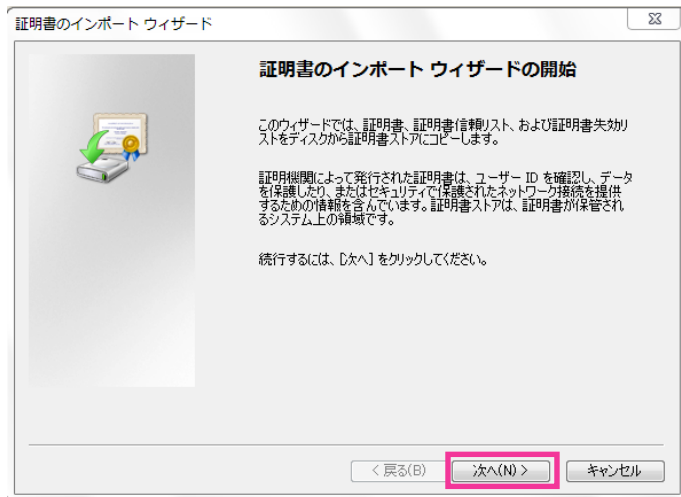 証明書のインポート ウィザード
証明書のインポート ウィザードの開始
このウィザードでは、証明書、証明書信頼リスト、および証明書失効リ
ストをディスクから証明書ストアにコピーします。
証明機関によって発行された証明書は、ユーザー ID を確認し、データ
を保護したり、またはセキュリティで保護されたネットワーク接続を提供
するための情報を含んでいます。証明書ストアは、証明書が保管され
るシステム上の領域です。
続行するには、[次へ] をクリックしてください。
< 戻る(B) 次へ(N) > キャンセル